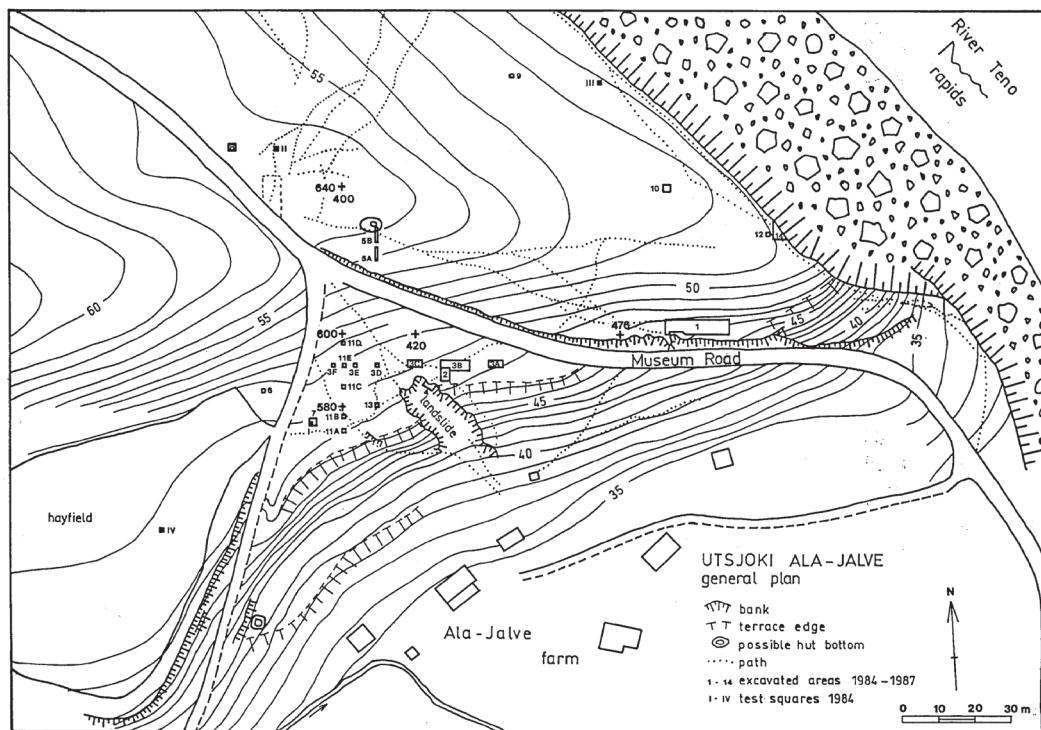 River Teno
rapids
55
9
III
II
640
400
10
5B
5A
12
14
60
55
50
45
40
35
600
11D
420
476
1
Museum Road
11E
3F
3E
3D
3C
3B
3A
2
6
11C
580
7
11B
13
11A
landslide
45
40
35
hayfield
IV
Ala-Jalve
farm
UTSJOKI ALA-JALVE
general plan
bank
terrace edge
possible hut bottom
path
1 - 14 excavated areas 1984-1987
I - IV test squares 1984
N
0 10 20 30 m